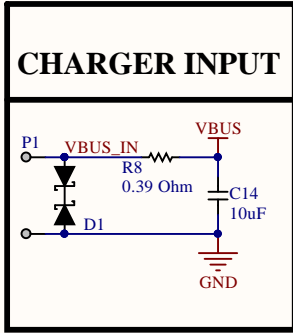 CHARGER INPUT
VBUS
P1
VBUS_IN
R8
0.39 Ohm
C14
10uF
D1
GND